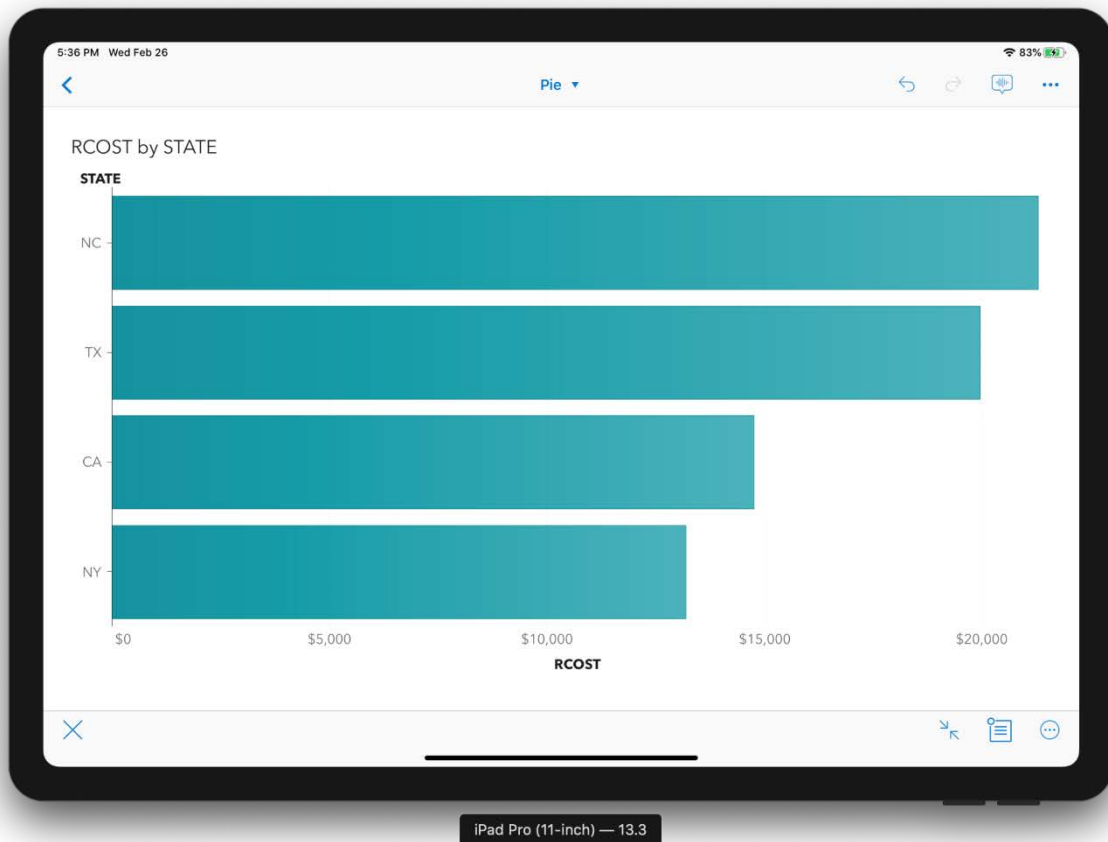 5:36 PM Wed Feb 26
83%
Pie
RCOST by STATE
STATE
NC
TX
CA
NY
$0 $5,000 $10,000 $15,000 $20,000
RCOST
iPad Pro (11-inch) — 13.3